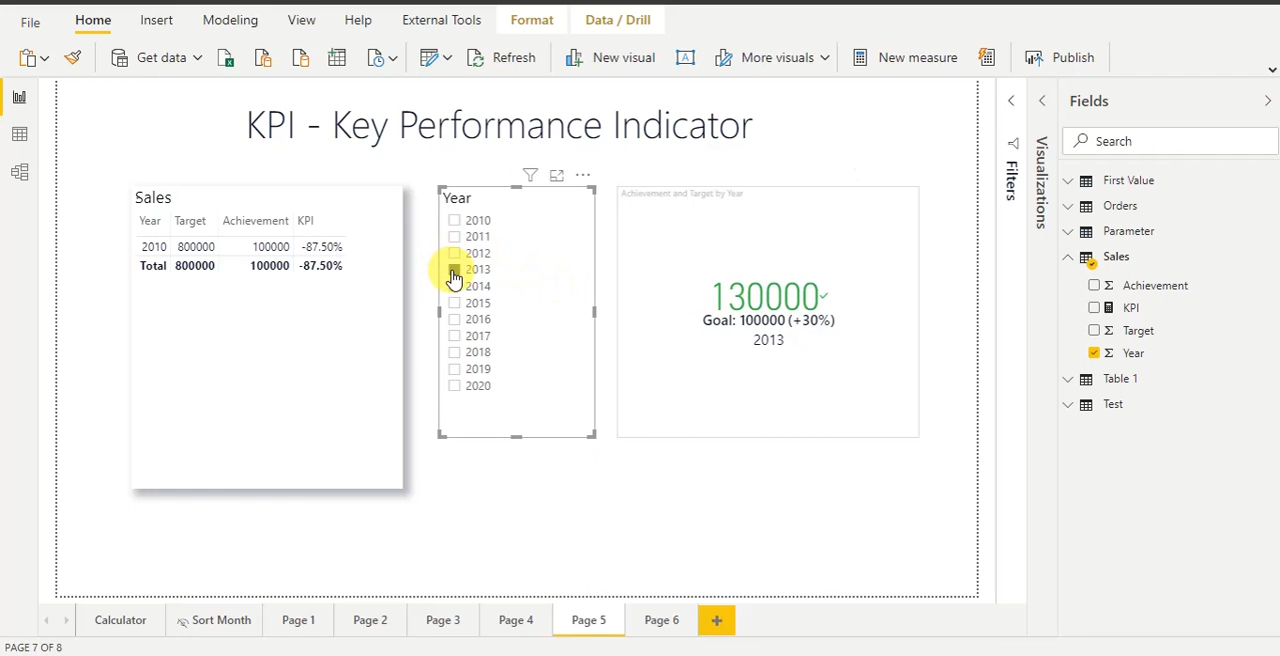 File Home Insert Modeling View Help External Tools Format Data / Drill
Get data Refresh New visual A More visuals New measure Publish
KPI - Key Performance Indicator
Sales
Year Target Achievement KPI
2010 800000 100000 -87.50%
Total 800000 100000 -87.50%
Year
2010
2011
2012
2013
2014
2015
2016
2017
2018
2019
2020
Achievement and Target by Year
130000
Goal: 100000 (+30%)
2013
Filters
Visualizations
Fields
Search
First Value
Orders
Parameter
Sales
Achievement
KPI
Target
Year
Table 1
Test
Calculator Sort Month Page 1 Page 2 Page 3 Page 4 Page 5 Page 6 +
PAGE 7 OF 8